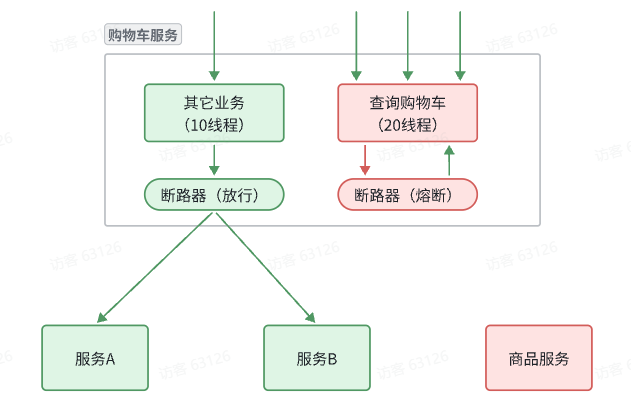 购物车服务
其它业务
（10线程）
查询购物车
（20线程）
断路器（放行）
断路器（熔断）
服务A
服务B
商品服务
访客 63126